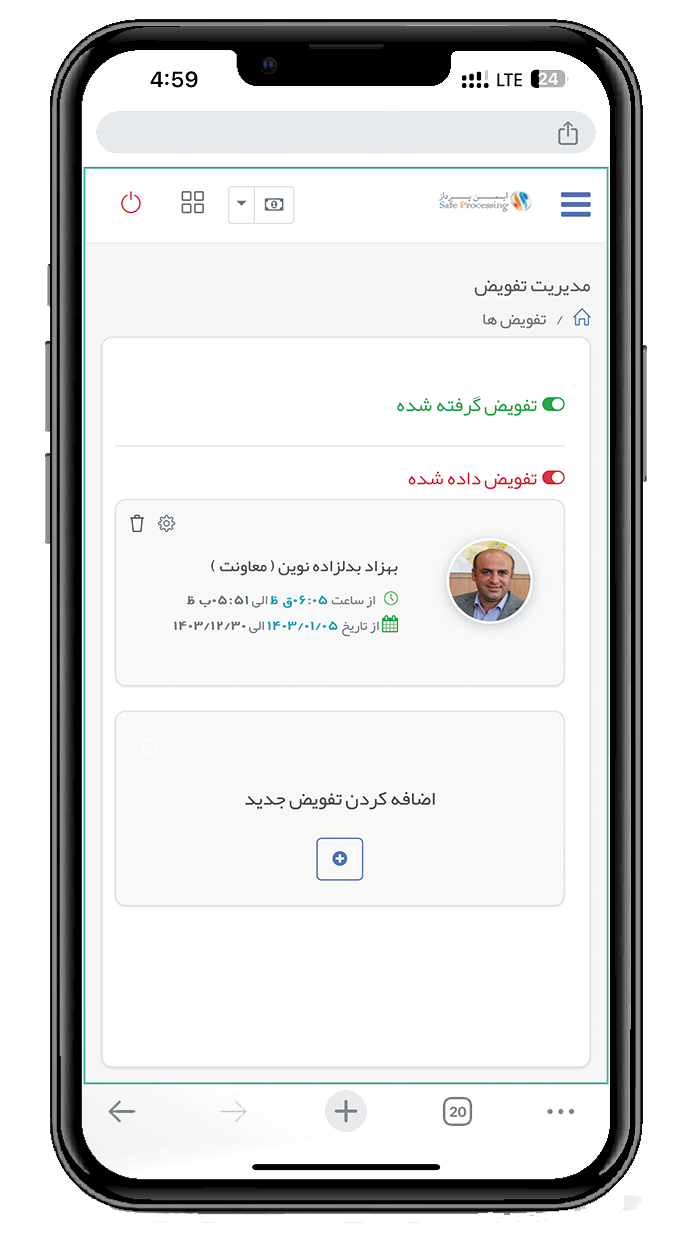 4:59 LTE 24
ایمن پرداز
Safe Processing
مدیریت تفویض
/ تفویض ها
تفویض گرفته شده
تفویض داده شده
بهزاد بدلزاده نوین ( معاونت )
از ساعت ۰۶:۰۵ق ظ الی ۰۵:۵۱ب ظ
از تاریخ ۱۴۰۳/۰۱/۰۵ الی ۱۴۰۳/۱۲/۳۰
اضافه کردن تفویض جدید
20